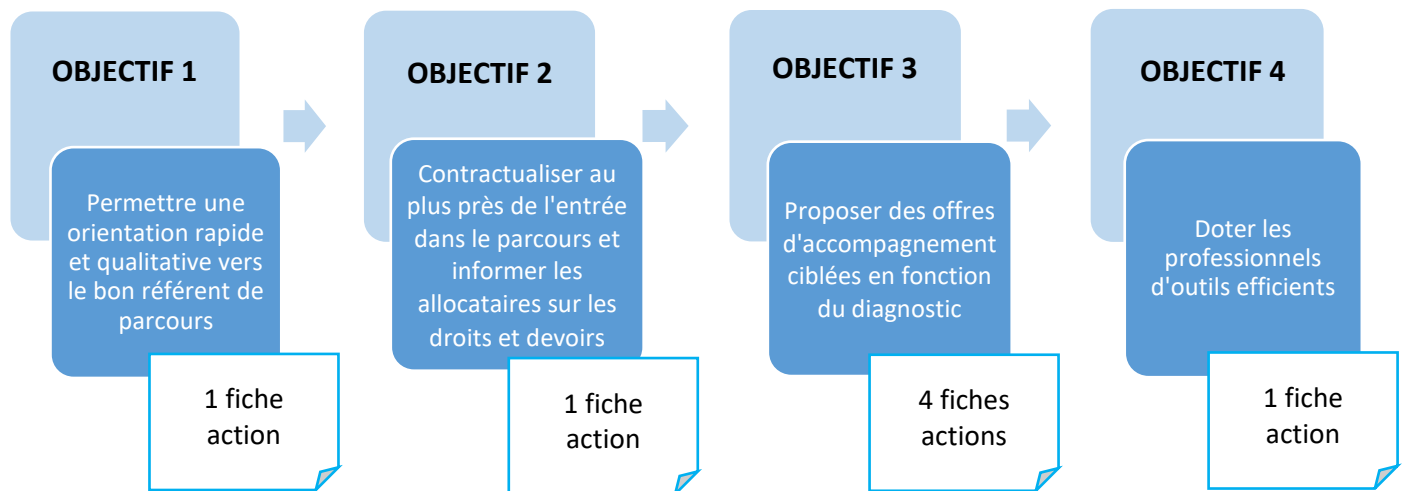 OBJECTIF 1
Permettre une
orientation rapide
et qualitative vers
le bon référent de
parcours
1 fiche
action
OBJECTIF 2
Contractualiser au
plus près de l'entrée
dans le parcours et
informer les
allocataires sur les
droits et devoirs
1 fiche
action
OBJECTIF 3
Proposer des offres
d'accompagnement
ciblées en fonction
du diagnostic
4 fiches
actions
OBJECTIF 4
Doter les
professionnels
d'outils efficients
1 fiche
action